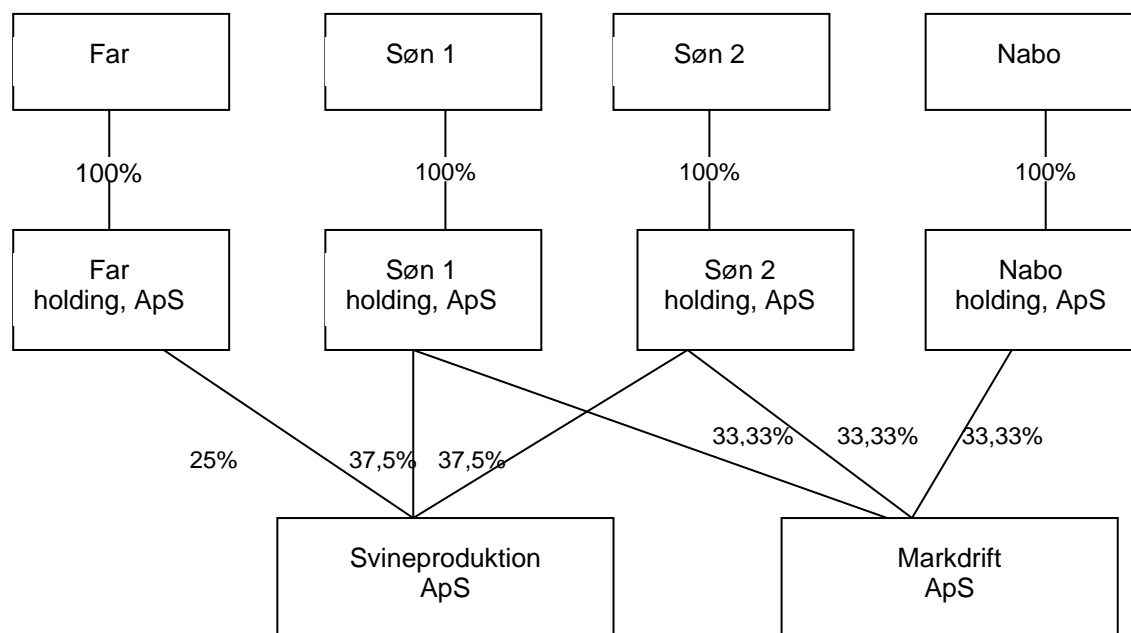 Far
Søn 1
Søn 2
Nabo
100%
100%
100%
100%
Far
holding, ApS
Søn 1
holding, ApS
Søn 2
holding, ApS
Nabo
holding, ApS
25%
37,5%
37,5%
33,33%
33,33%
33,33%
Svineproduktion
ApS
Markdrift
ApS